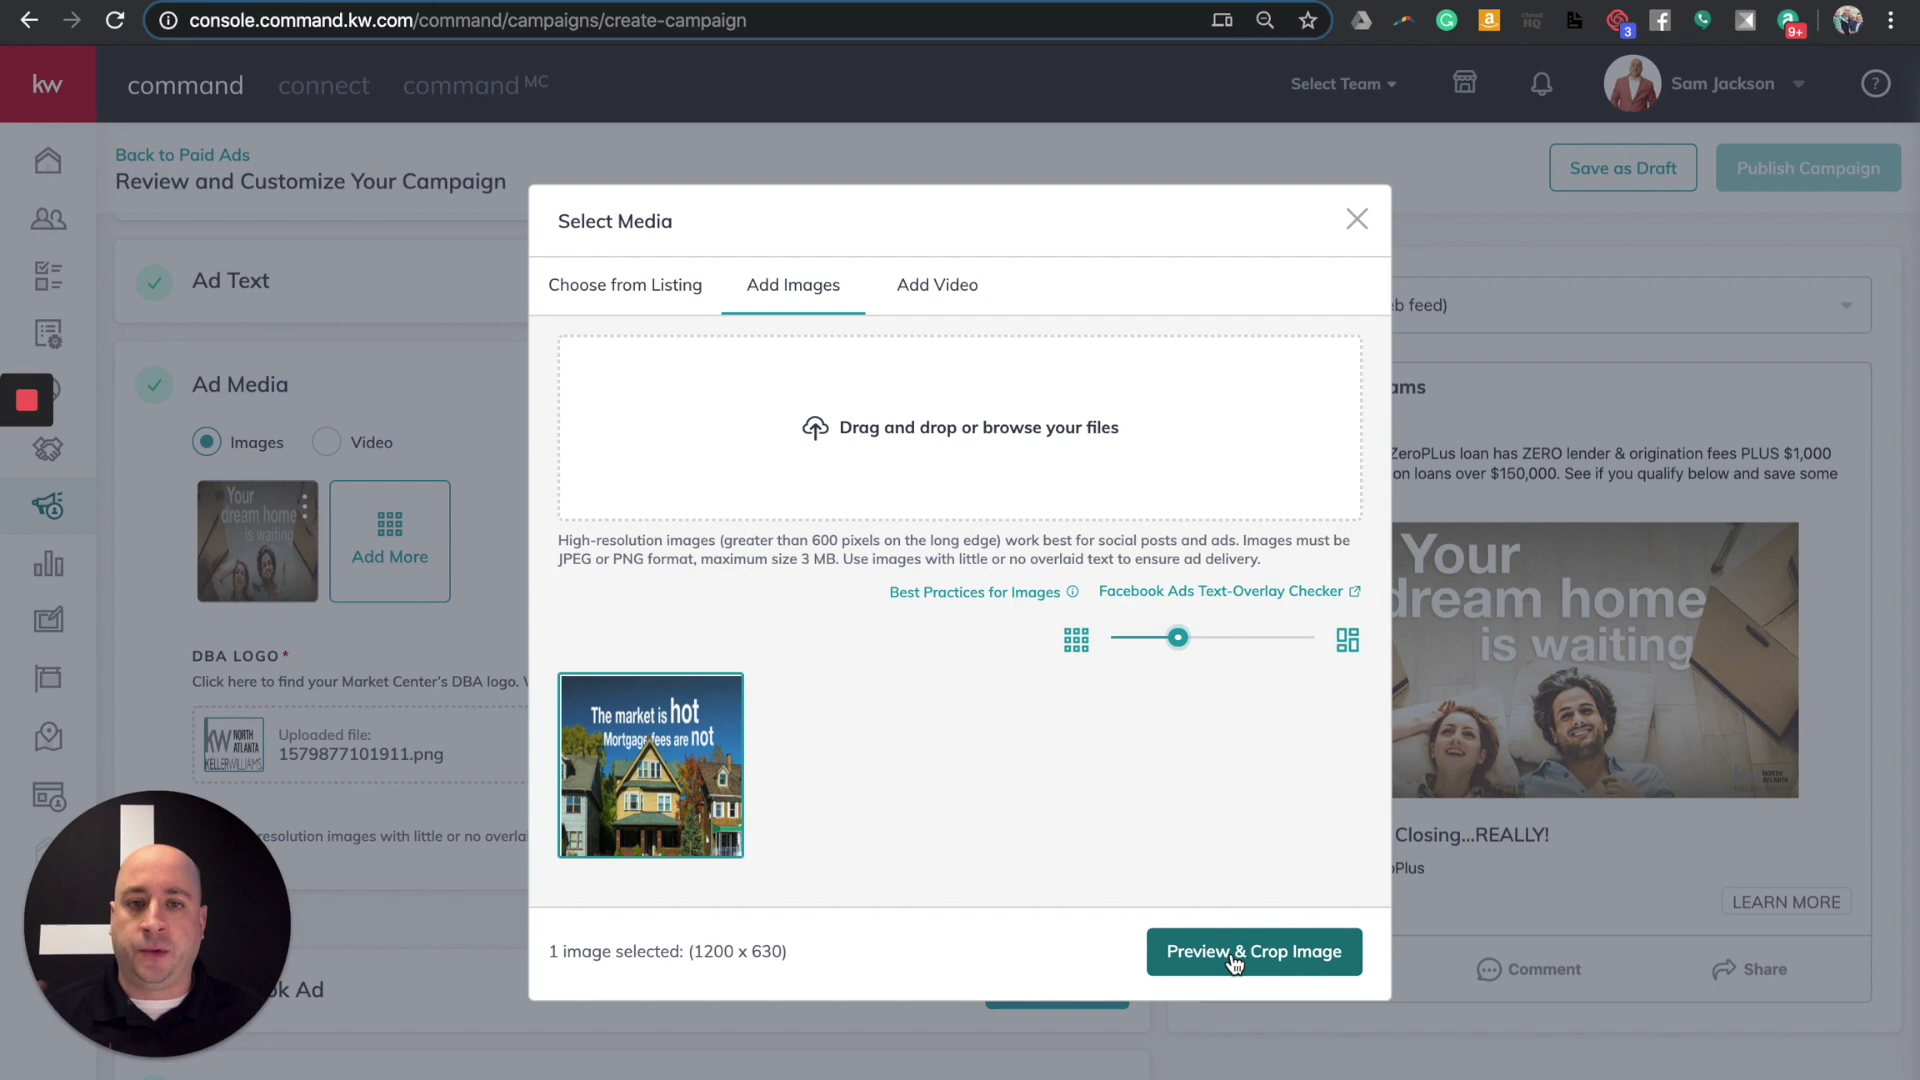 console.command.kw.com/command/campaigns/create-campaign
3
9+
kw
command
connect
command MC
Select Team
Sam Jackson
?
Back to Paid Ads
Review and Customize Your Campaign
Save as Draft
Publish Campaign
Ad Text
Ad Media
Images
Video
Your
dream home
is waiting
Add More
DBA LOGO*
Click here to find your Market Center's DBA logo.
kw NORTH
ATLANTA
KELLERWILLIAMS
Uploaded file:
1579877101911.png
esolution images with little or no overlai
ok Ad
Select Media
Choose from Listing
Add Images
Add Video
Drag and drop or browse your files
High-resolution images (greater than 600 pixels on the long edge) work best for social posts and ads. Images must be
JPEG or PNG format, maximum size 3 MB. Use images with little or no overlaid text to ensure ad delivery.
Best Practices for Images
Facebook Ads Text-Overlay Checker
The market is hot
Mortgage fees are not
1 image selected: (1200 x 630)
Preview & Crop Image
b feed)
ams
ZeroPLus loan has ZERO lender & origination fees PLUS $1,000
on loans over $150,000. See if you qualify below and save some
Your
dream home
is waiting
Closing...REALLY!
oPlus
LEARN MORE
Comment
Share